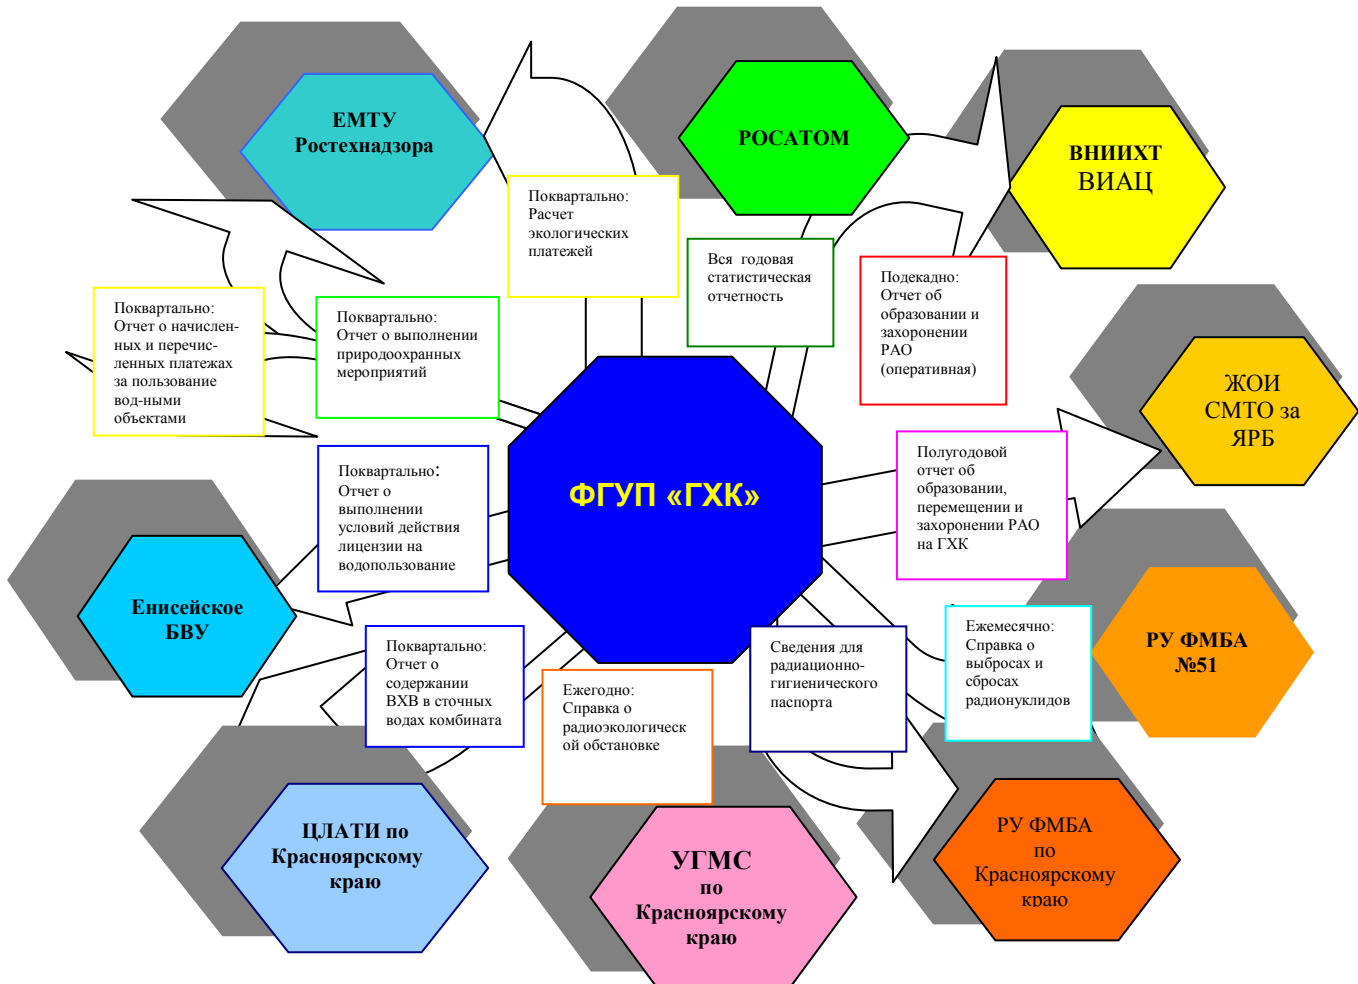 ЕМТУ
Ростехнадзора
РОСАТОМ
ВНИИХТ
ВИАЦ
Поквартально:
Расчет
экологических
платежей
Вся годовая
статистическая
отчетность
Подекадно:
Отчет об
образовании и
захоронении
РАО
(оперативная)
Поквартально:
Отчет о начислен-
ных и перечис-
ленных платежах
за пользование
вод-ными
объектами
Поквартально:
Отчет о выполнении
природоохранных
мероприятий
ЖОИ
СМТО за
ЯРБ
ФГУП «ГХК»
Поквартально:
Отчет о
выполнении
условий действия
лицензии на
водопользование
Полугодовой
отчет об
образовании,
перемещении и
захоронении РАО
на ГХК
Енисейское
БВУ
Поквартально:
Отчет о
содержании
ВХВ в сточных
водах комбината
Ежегодно:
Справка о
радиоэкологическ
ой обстановке
Сведения для
радиационно-
гигиенического
паспорта
Ежемесячно:
Справка о
выбросах и
сбросах
радионуклидов
РУ ФМБА
№51
ЦЛАТИ по
Красноярскому
краю
УГМС
по
Красноярскому
краю
РУ ФМБА
по
Красноярскому
краю